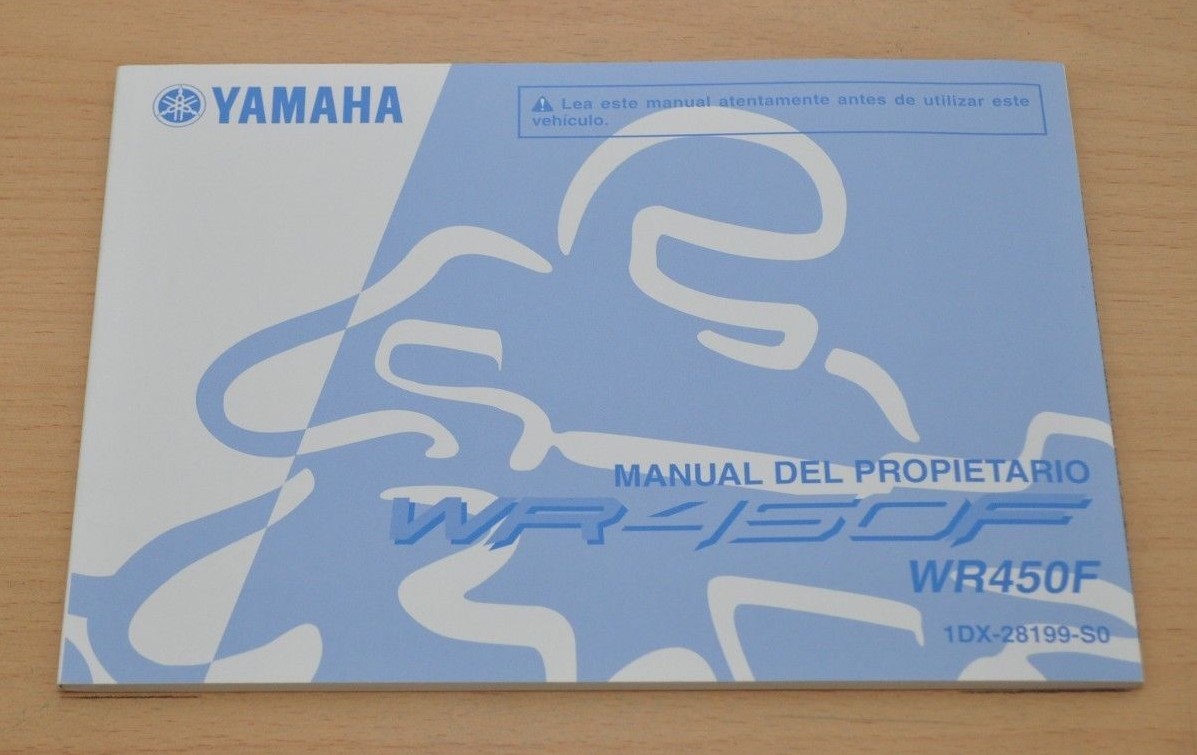 YAMAHA
⚠ Lea este manual atentamente antes de utilizar este
vehículo.
MANUAL DEL PROPIETARIO
WR450F
WR450F
1DX-28199-S0